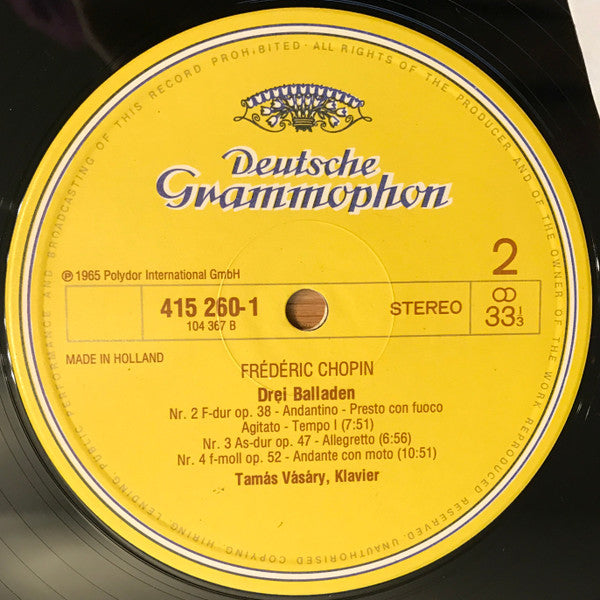 ALL RIGHTS OF THE PRODUCER AND OF THE OWNER OF THE WORK REPRODUCED RESERVED. UNAUTHORISED COPYING, HIRING, LENDING, PUBLIC PERFORMANCE AND BROADCASTING OF THIS RECORD PROHIBITED ·
Deutsche
Grammophon
2
℗ 1965 Polydor International GmbH
415 260-1
104 367 B
STEREO
33 1/3
MADE IN HOLLAND
FRÉDÉRIC CHOPIN
Drei Balladen
Nr. 2 F-dur op. 38 - Andantino - Presto con fuoco
Agitato - Tempo I (7:51)
Nr. 3 As-dur op. 47 - Allegretto (6:56)
Nr. 4 f-moll op. 52 - Andante con moto (10:51)
Tamás Vásáry, Klavier